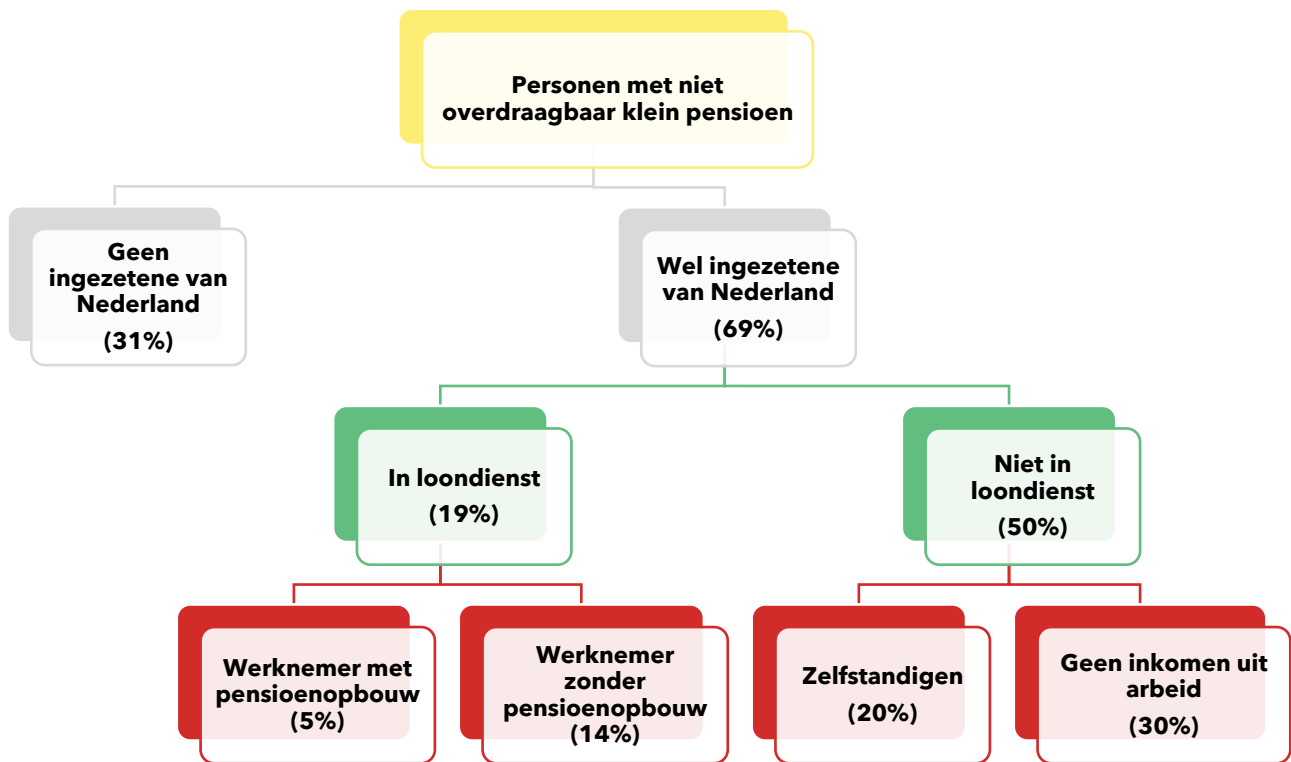 Personen met niet
overdraagbaar klein pensioen
Geen
ingezetene van
Nederland
(31%)
Wel ingezetene
van Nederland
(69%)
In loondienst
(19%)
Niet in
loondienst
(50%)
Werknemer met
pensioenopbouw
(5%)
Werknemer
zonder
pensioenopbouw
(14%)
Zelfstandigen
(20%)
Geen inkomen uit
arbeid
(30%)